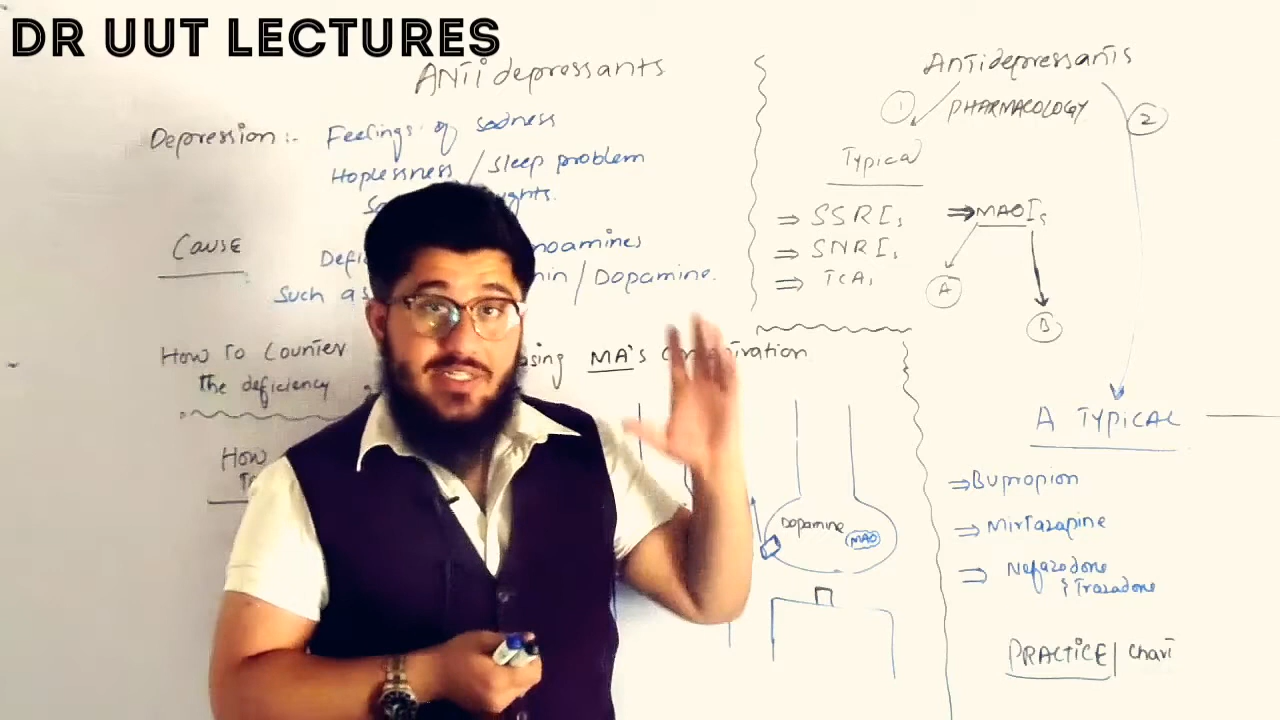 DR UUT LECTURES
ANTidepressants
Depression:- Feelings of sadness
Hoplessness / sleep problem
Cause
noamines
Such as / Dopamine.
How To Counter MA's
the deficiency
How
Dopamine MAO
Antidepressants
1 PHARMACOLOGY 2
Typical
⇒ SSRIs ⇒ MAOIs
⇒ SNRIs
⇒ TCAs A
B
A TYPICAL
⇒ Bupropion
⇒ Mirtazapine
⇒ Nefazodone
& Trazadone
PRACTICE / Chart